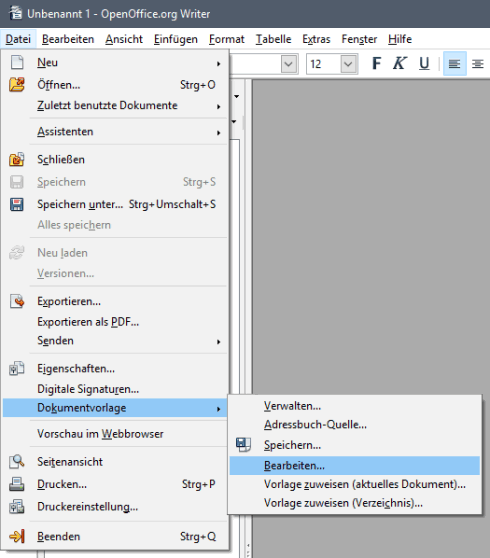 Unbenannt 1 - OpenOffice.org Writer
Datei Bearbeiten Ansicht Einfügen Format Tabelle Extras Fenster Hilfe
12 F K U
Neu
Öffnen... Strg+O
Zuletzt benutzte Dokumente
Assistenten
Schließen
Speichern Strg+S
Speichern unter... Strg+Umschalt+S
Alles speichern
Neu laden
Versionen...
Exportieren...
Exportieren als PDF...
Senden
Eigenschaften...
Digitale Signaturen...
Dokumentvorlage
Verwalten...
Adressbuch-Quelle...
Speichern...
Bearbeiten...
Vorlage zuweisen (aktuelles Dokument)...
Vorlage zuweisen (Verzeichnis)...
Vorschau im Webbrowser
Seitenansicht
Drucken... Strg+P
Druckereinstellung...
Beenden Strg+Q